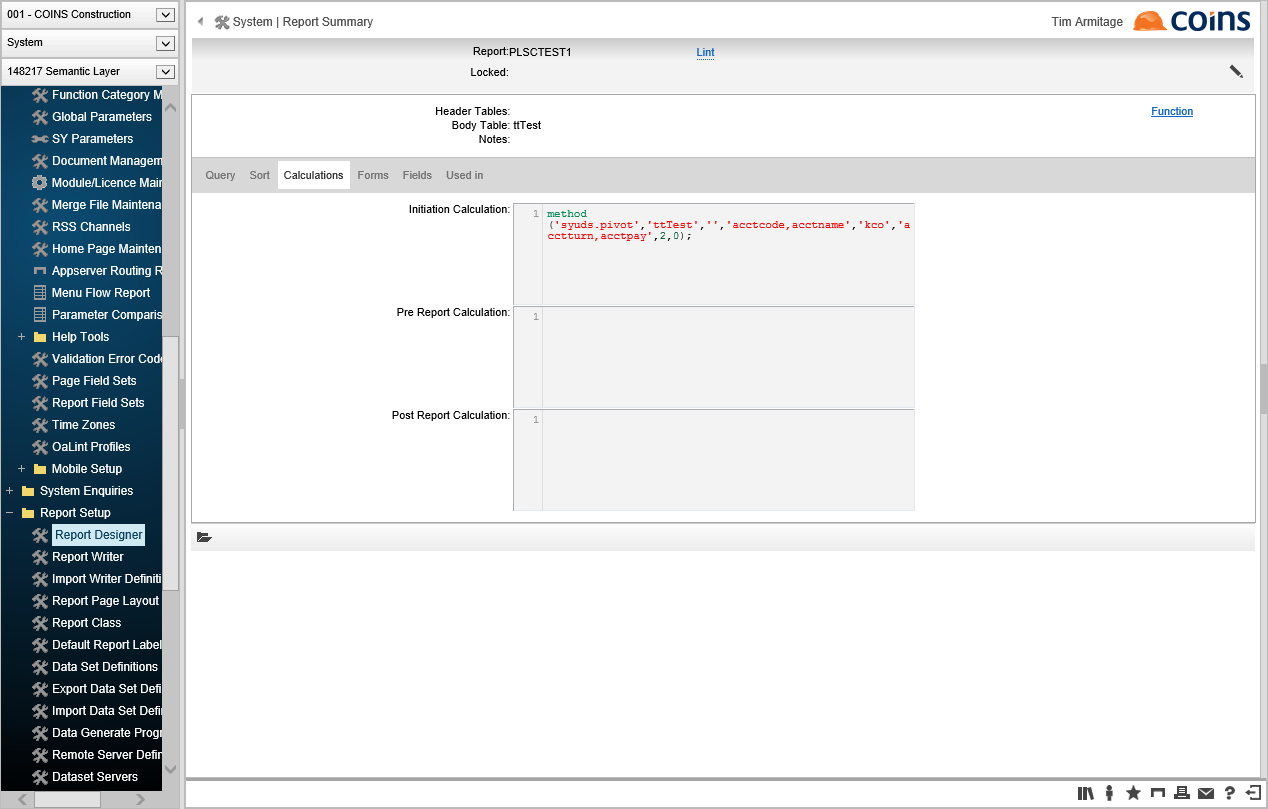 001 - COINS Construction
System
148217 Semantic Layer
Function Category M
Global Parameters
SY Parameters
Document Managem
Module/Licence Mair
Merge File Maintena
RSS Channels
Home Page Mainten
Appserver Routing R
Menu Flow Report
Parameter Comparis
Help Tools
Validation Error Code
Page Field Sets
Report Field Sets
Time Zones
OaLint Profiles
Mobile Setup
System Enquiries
Report Setup
Report Designer
Report Writer
Import Writer Definiti
Report Page Layout
Report Class
Default Report Label
Data Set Definitions
Export Data Set Defi
Import Data Set Defi
Data Generate Progr
Remote Server Defir
Dataset Servers
System | Report Summary
Tim Armitage
coins
Report:PLSCTEST1
Lint
Locked:
Header Tables:
Function
Body Table: ttTest
Notes:
Query Sort Calculations Forms Fields Used in
Initiation Calculation:
1 method
('syuds.pivot','ttTest','','acctcode,acctname','kco','a
cctturn,acctpay',2,0);
Pre Report Calculation:
1
Post Report Calculation:
1